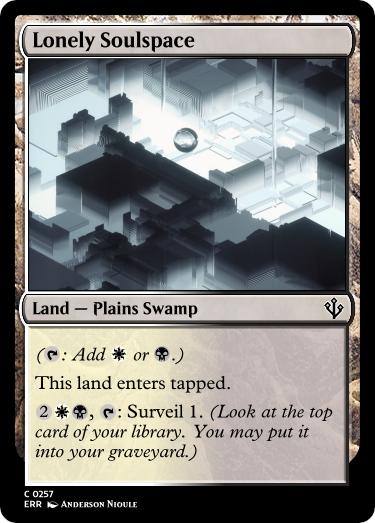 Lonely Soulspace
Land — Plains Swamp
(: Add or .)
This land enters tapped.
2, : Surveil 1. (Look at the top
card of your library. You may put it
into your graveyard.)
C 0257
ERR Anderson Nioule